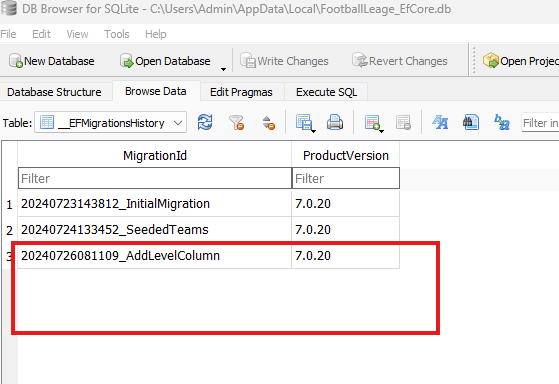 DB Browser for SQLite - C:\Users\Admin\AppData\Local\FootballLeage_EfCore.db
File Edit View Tools Help
New Database Open Database Write Changes Revert Changes Open Projec
Database Structure Browse Data Edit Pragmas Execute SQL
Table: __EFMigrationsHistory Filter in
MigrationId ProductVersion
Filter Filter
1 20240723143812_InitialMigration 7.0.20
2 20240724133452_SeededTeams 7.0.20
3 20240726081109_AddLevelColumn 7.0.20